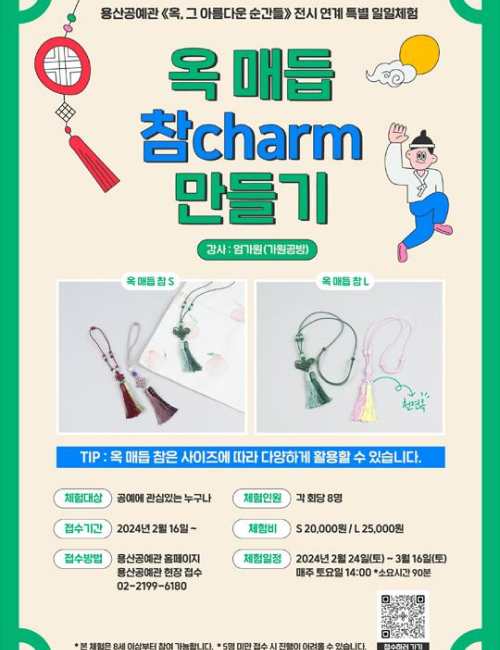 용산공예관 《옥, 그 아름다운 순간들》 전시 연계 특별 일일체험
옥 매듭
참charm
만들기
강사 : 엄가원(가원공방)
옥 매듭 참 S
옥 매듭 참 L
천연옥
TIP : 옥 매듭 참은 사이즈에 따라 다양하게 활용할 수 있습니다.
체험대상 공예에 관심있는 누구나
체험인원 각 회당 8명
접수기간 2024년 2월 16일 ~
체험비 S 20,000원 / L 25,000원
접수방법 용산공예관 홈페이지
용산공예관 현장 접수
02-2199-6180
체험일정 2024년 2월 24일(토) ~ 3월 16일(토)
매주 토요일 14:00 *소요시간 90분
* 본 체험은 8세 이상부터 참여 가능합니다. * 5명 미만 접수 시 진행이 어려울 수 있습니다.
접수하러 가기